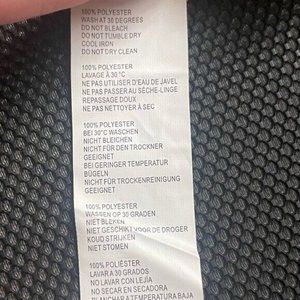 100% POLYESTER
WASH AT 30 DEGREES
DO NOT BLEACH
DO NOT TUMBLE DRY
COOL IRON
DO NOT DRY CLEAN
100% POLYESTER
LAVAGE À 30 °C
NE PAS UTILISER D'EAU DE JAVEL
NE PAS PASSER AU SÈCHE-LINGE
REPASSAGE DOUX
NE PAS NETTOYER À SEC
100% POLYESTER
BEI 30°C WASCHEN
NICHT BLEICHEN
NICHT FÜR DEN TROCKNER
GEEIGNET
BEI GERINGER TEMPERATUR
BÜGELN
NICHT FÜR TROCKENREINIGUNG
GEEIGNET
100% POLYESTER
WASSEN OP 30 GRADEN
NIET BLEKEN
NIET GESCHIKT VOOR DE DROGER
KOUD STRIJKEN
NIET STOMEN
100% POLIÉSTER
LAVAR A 30 GRADOS
NO LAVAR CON LEJÍA
NO SECAR EN SECADORA
PLANCHAR A TEMPERATURA BAJA